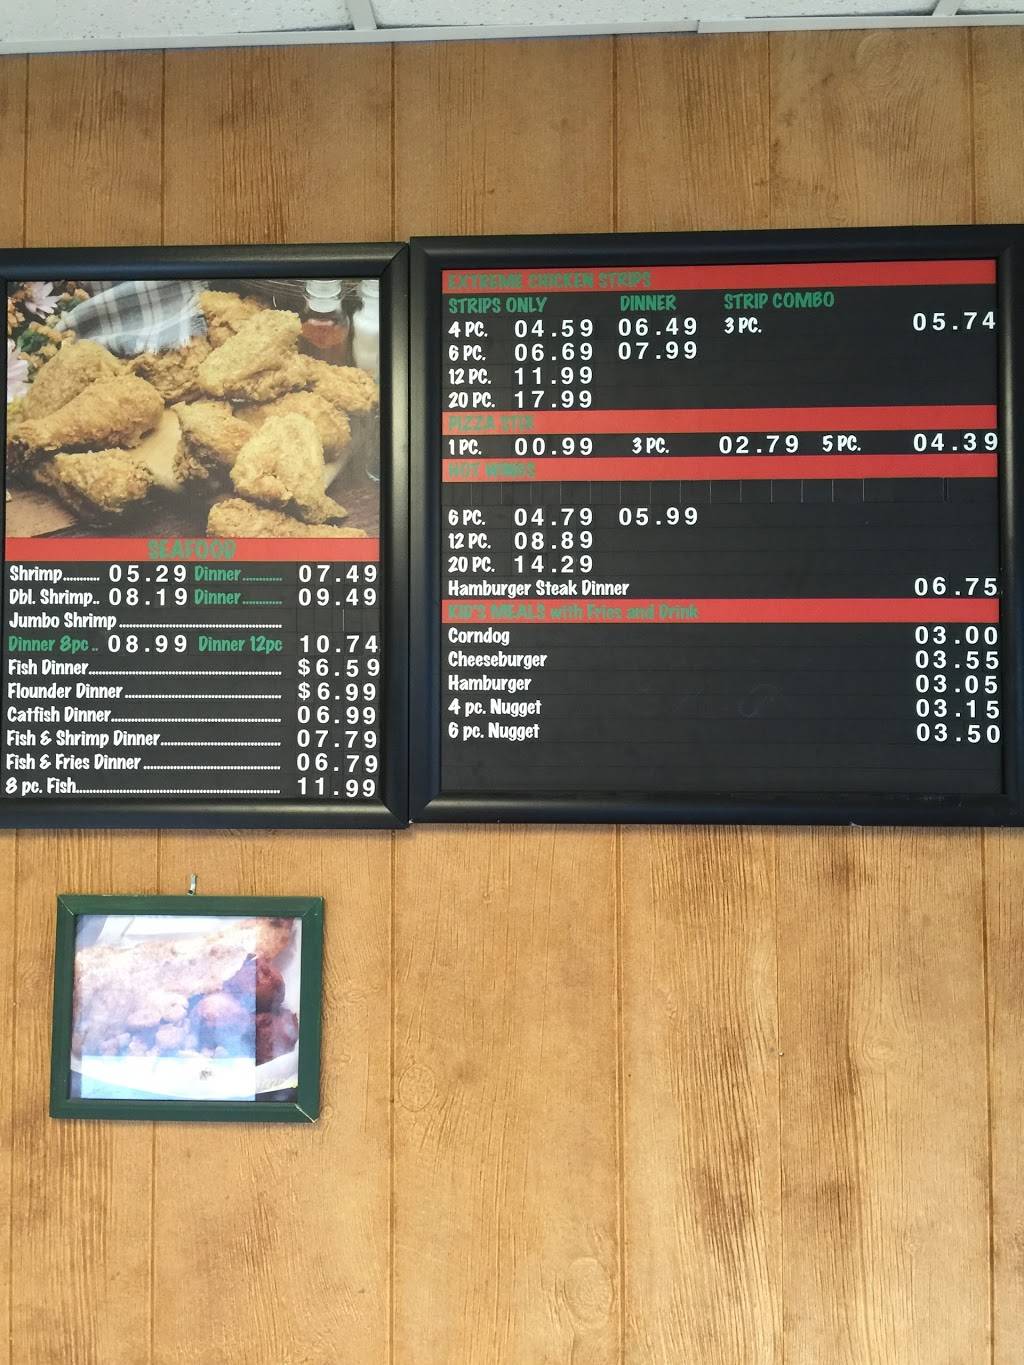 SEAFOOD
Shrimp.......... 05.29 Dinner........... 07.49
Dbl. Shrimp.. 08.19 Dinner........... 09.49
Jumbo Shrimp ............................................
Dinner 8pc .. 08.99 Dinner 12pc 10.74
Fish Dinner..................................................... $6.59
Flounder Dinner........................................... $6.99
Catfish Dinner.............................................. 06.99
Fish & Shrimp Dinner................................. 07.79
Fish & Fries Dinner ..................................... 06.79
8 pc. Fish........................................................ 11.99
EXTREME CHICKEN STRIPS
STRIPS ONLY DINNER STRIP COMBO
4 PC. 04.59 06.49 3 PC. 05.74
6 PC. 06.69 07.99
12 PC. 11.99
20 PC. 17.99
PIZZA STIX
1 PC. 00.99 3 PC. 02.79 5 PC. 04.39
HOT WINGS
6 PC. 04.79 05.99
12 PC. 08.89
20 PC. 14.29
Hamburger Steak Dinner 06.75
KID'S MEALS with Fries and Drink
Corndog 03.00
Cheeseburger 03.55
Hamburger 03.05
4 pc. Nugget 03.15
6 pc. Nugget 03.50